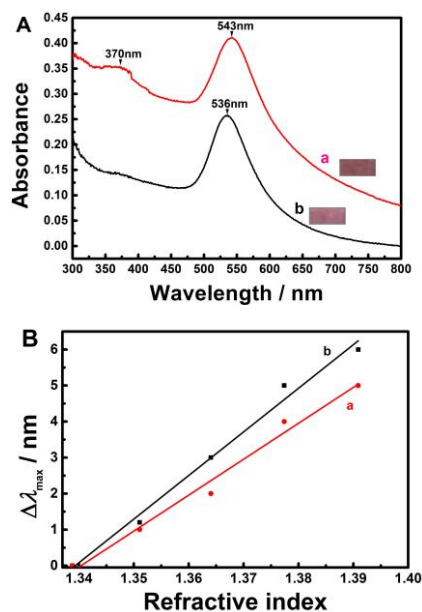 A
543nm
370nm
536nm
a
b
0.45
0.40
0.35
0.30
0.25
0.20
0.15
0.10
0.05
0.00
Absorbance
300 350 400 450 500 550 600 650 700 750 800
Wavelength / nm
B
b
a
6
5
4
3
2
1
0
Δλmax / nm
1.34 1.35 1.36 1.37 1.38 1.39 1.40
Refractive index